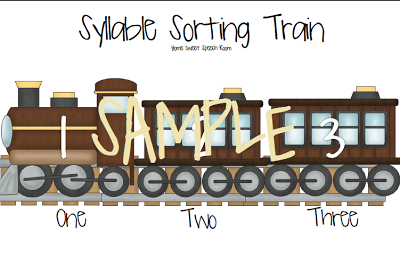 Syllable Sorting Train
Home Sweet Speech Room
1 SAMPLE 3
One Two Three